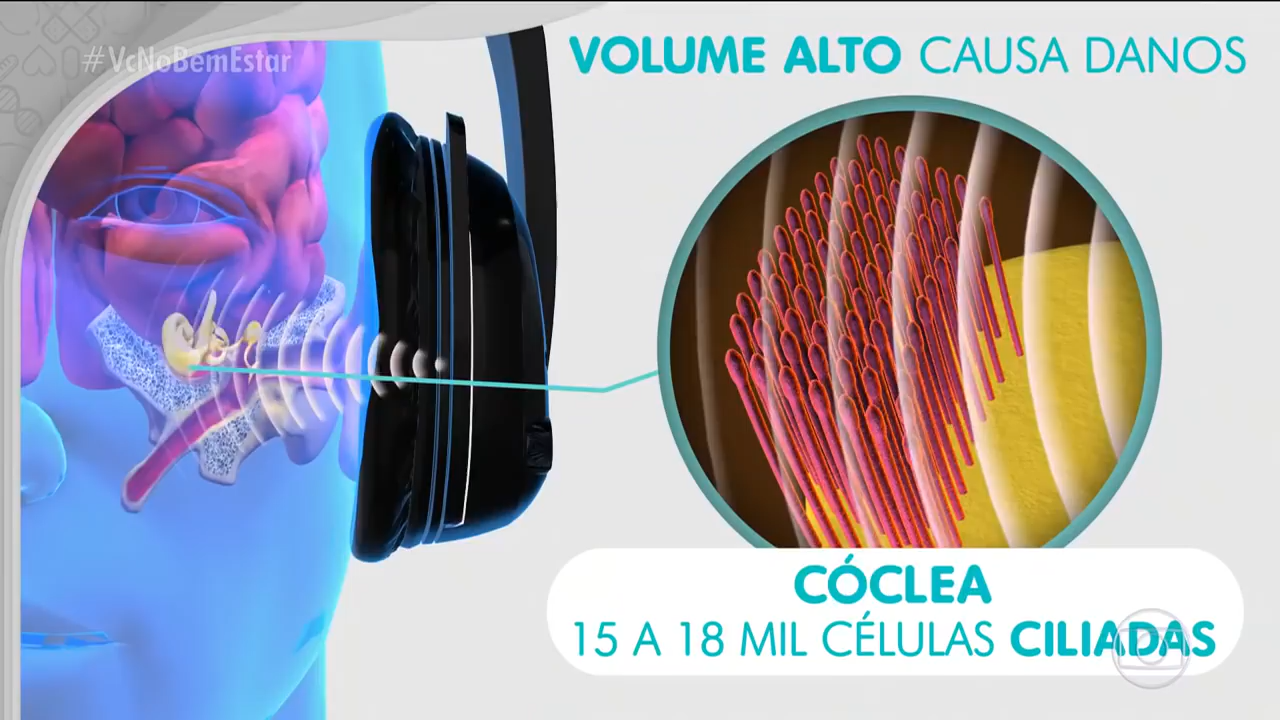 #VcNoBemEstar
VOLUME ALTO CAUSA DANOS
CÓCLEA
15 A 18 MIL CÉLULAS CILIADAS